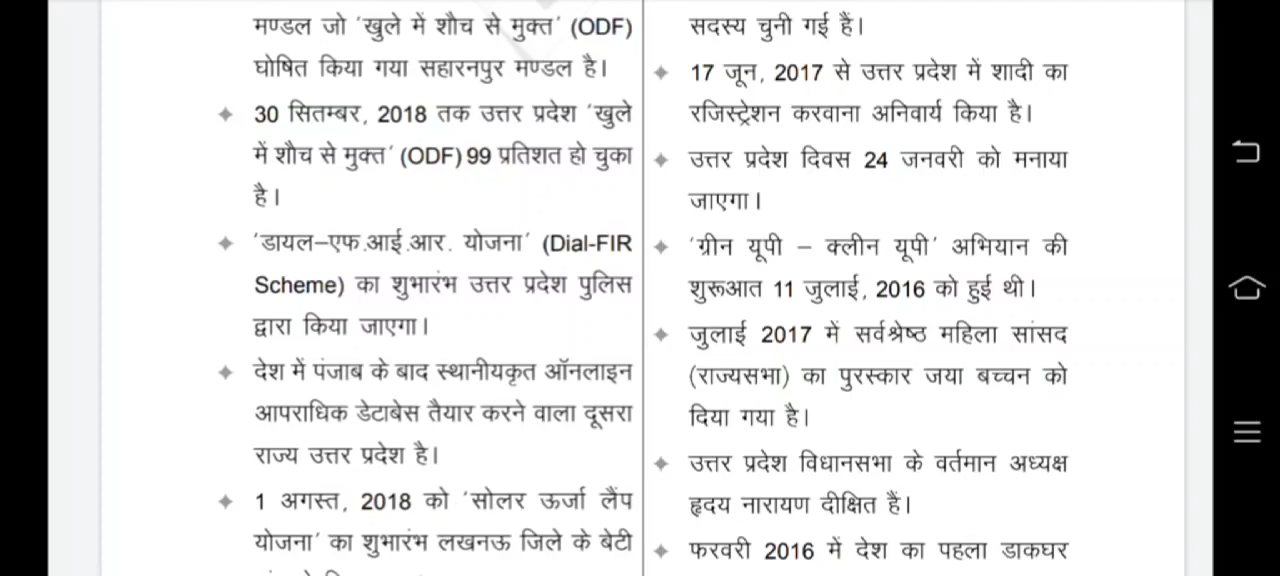 मण्डल जो 'खुले में शौच से मुक्त' (ODF)
घोषित किया गया सहारनपुर मण्डल है।
30 सितम्बर, 2018 तक उत्तर प्रदेश 'खुले
में शौच से मुक्त' (ODF) 99 प्रतिशत हो चुका
है।
'डायल–एफ.आई.आर. योजना' (Dial-FIR
Scheme) का शुभारंभ उत्तर प्रदेश पुलिस
द्वारा किया जाएगा।
देश में पंजाब के बाद स्थानीयकृत ऑनलाइन
आपराधिक डेटाबेस तैयार करने वाला दूसरा
राज्य उत्तर प्रदेश है।
1 अगस्त, 2018 को 'सोलर ऊर्जा लैंप
योजना' का शुभारंभ लखनऊ जिले के बेटी
सदस्य चुनी गई हैं।
17 जून, 2017 से उत्तर प्रदेश में शादी का
रजिस्ट्रेशन करवाना अनिवार्य किया है।
उत्तर प्रदेश दिवस 24 जनवरी को मनाया
जाएगा।
'ग्रीन यूपी – क्लीन यूपी' अभियान की
शुरूआत 11 जुलाई, 2016 को हुई थी।
जुलाई 2017 में सर्वश्रेष्ठ महिला सांसद
(राज्यसभा) का पुरस्कार जया बच्चन को
दिया गया है।
उत्तर प्रदेश विधानसभा के वर्तमान अध्यक्ष
हृदय नारायण दीक्षित हैं।
फरवरी 2016 में देश का पहला डाकघर